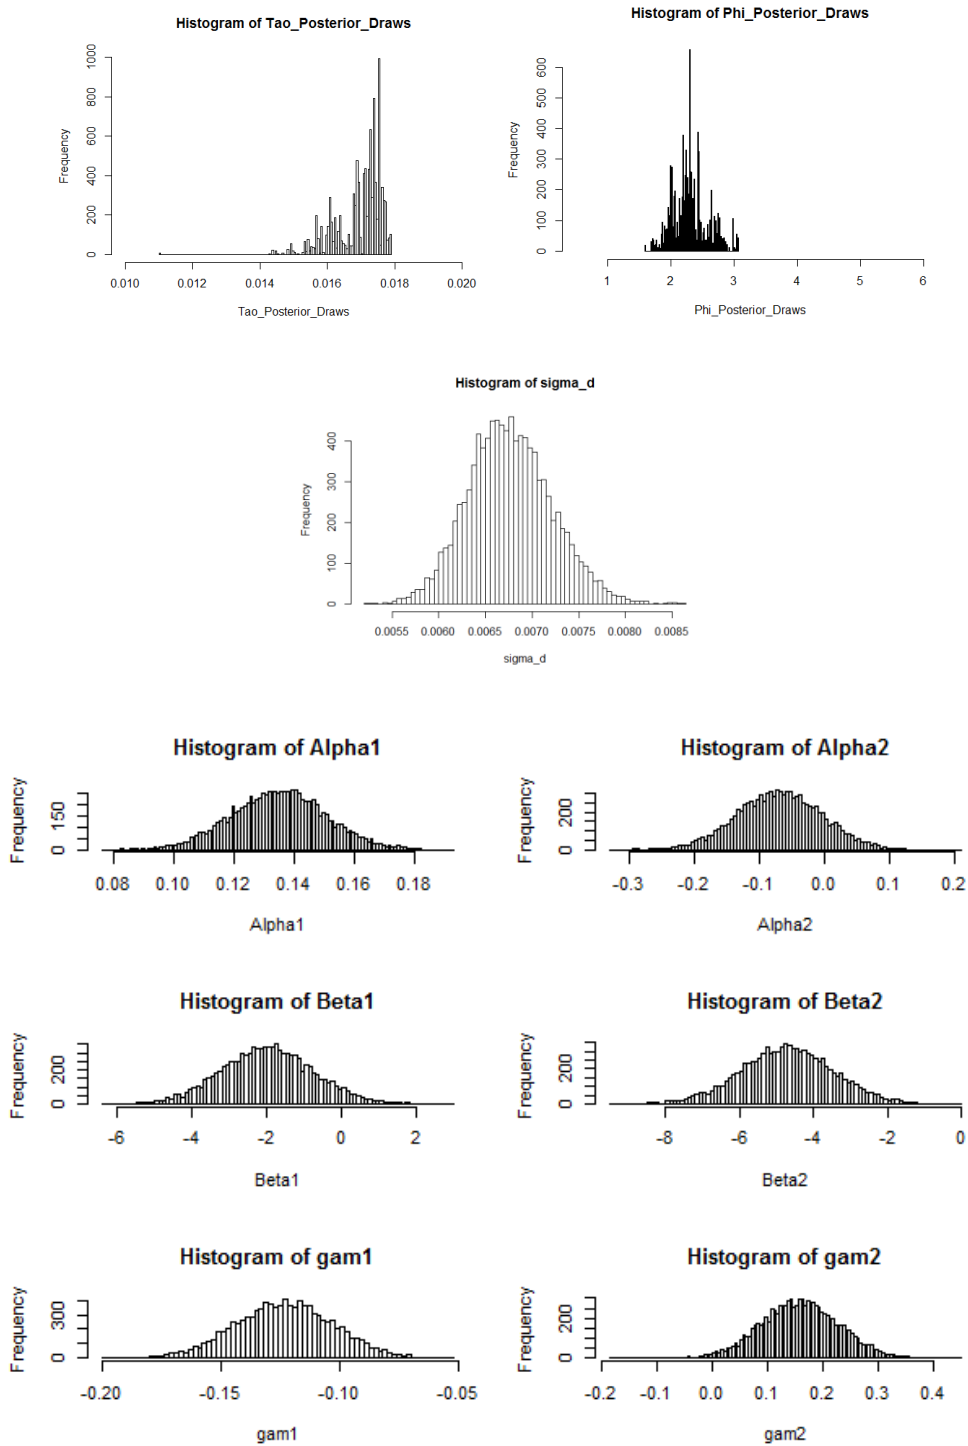 Histogram of Tao_Posterior_Draws
Frequency
0 200 400 600 800 1000
0.010 0.012 0.014 0.016 0.018 0.020
Tao_Posterior_Draws
Histogram of Phi_Posterior_Draws
Frequency
0 100 200 300 400 500 600
1 2 3 4 5 6
Phi_Posterior_Draws
Histogram of sigma_d
Frequency
0 100 200 300 400
0.0055 0.0060 0.0065 0.0070 0.0075 0.0080 0.0085
sigma_d
Histogram of Alpha1
Frequency
0 150
0.08 0.10 0.12 0.14 0.16 0.18
Alpha1
Histogram of Alpha2
Frequency
0 200
-0.3 -0.2 -0.1 0.0 0.1 0.2
Alpha2
Histogram of Beta1
Frequency
0 200
-6 -4 -2 0 2
Beta1
Histogram of Beta2
Frequency
0 200
-8 -6 -4 -2 0
Beta2
Histogram of gam1
Frequency
0 300
-0.20 -0.15 -0.10 -0.05
gam1
Histogram of gam2
Frequency
0 200
-0.2 -0.1 0.0 0.1 0.2 0.3 0.4
gam2